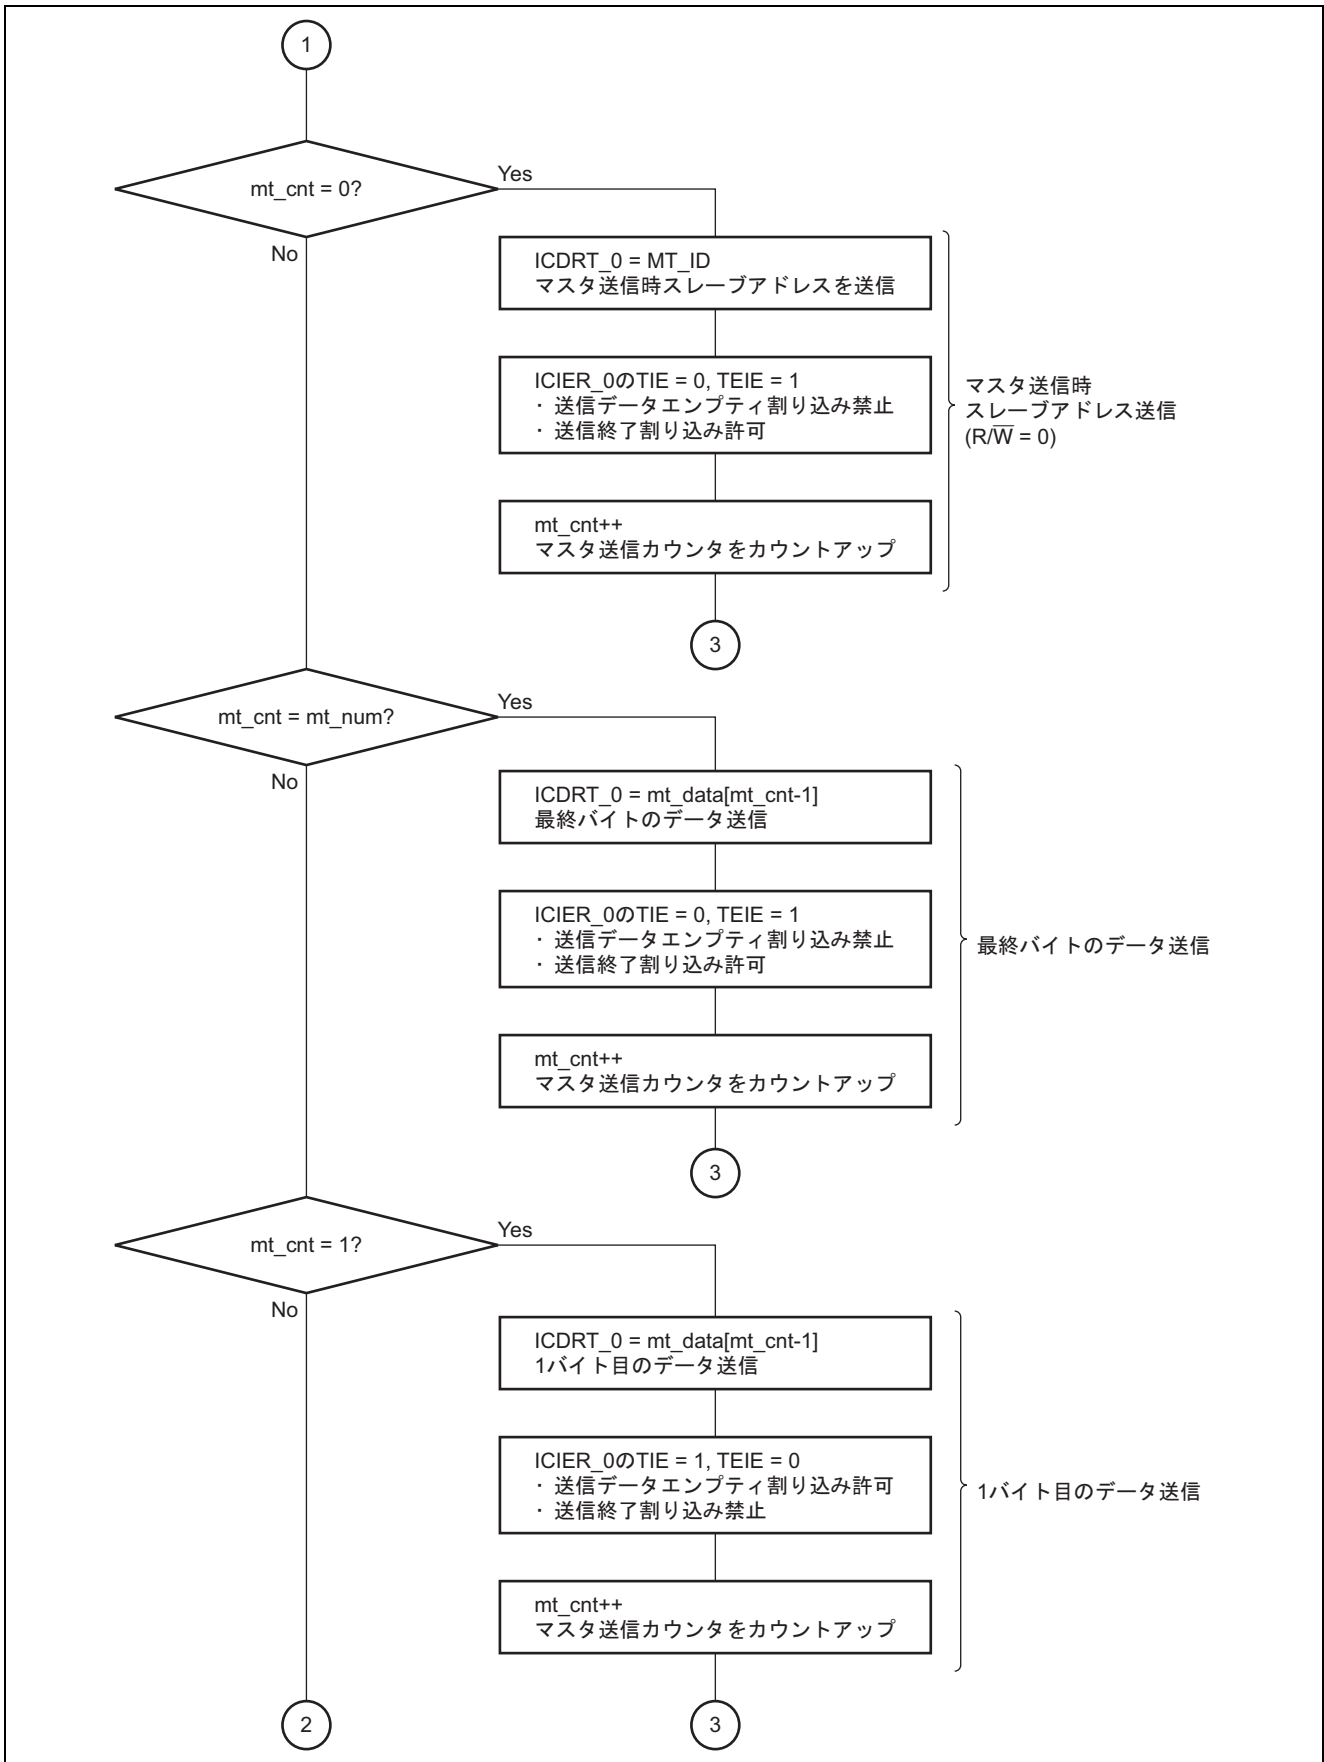 1
mt_cnt = 0?
Yes
No
ICDRT_0 = MT_ID
マスタ送信時スレーブアドレスを送信
ICIER_0のTIE = 0, TEIE = 1
・ 送信データエンプティ割り込み禁止
・ 送信終了割り込み許可
mt_cnt++
マスタ送信カウンタをカウントアップ
マスタ送信時
スレーブアドレス送信
(R/W̅ = 0)
3
mt_cnt = mt_num?
Yes
No
ICDRT_0 = mt_data[mt_cnt-1]
最終バイトのデータ送信
ICIER_0のTIE = 0, TEIE = 1
・ 送信データエンプティ割り込み禁止
・ 送信終了割り込み許可
mt_cnt++
マスタ送信カウンタをカウントアップ
最終バイトのデータ送信
3
mt_cnt = 1?
Yes
No
ICDRT_0 = mt_data[mt_cnt-1]
1バイト目のデータ送信
ICIER_0のTIE = 1, TEIE = 0
・ 送信データエンプティ割り込み許可
・ 送信終了割り込み禁止
mt_cnt++
マスタ送信カウンタをカウントアップ
1バイト目のデータ送信
2
3